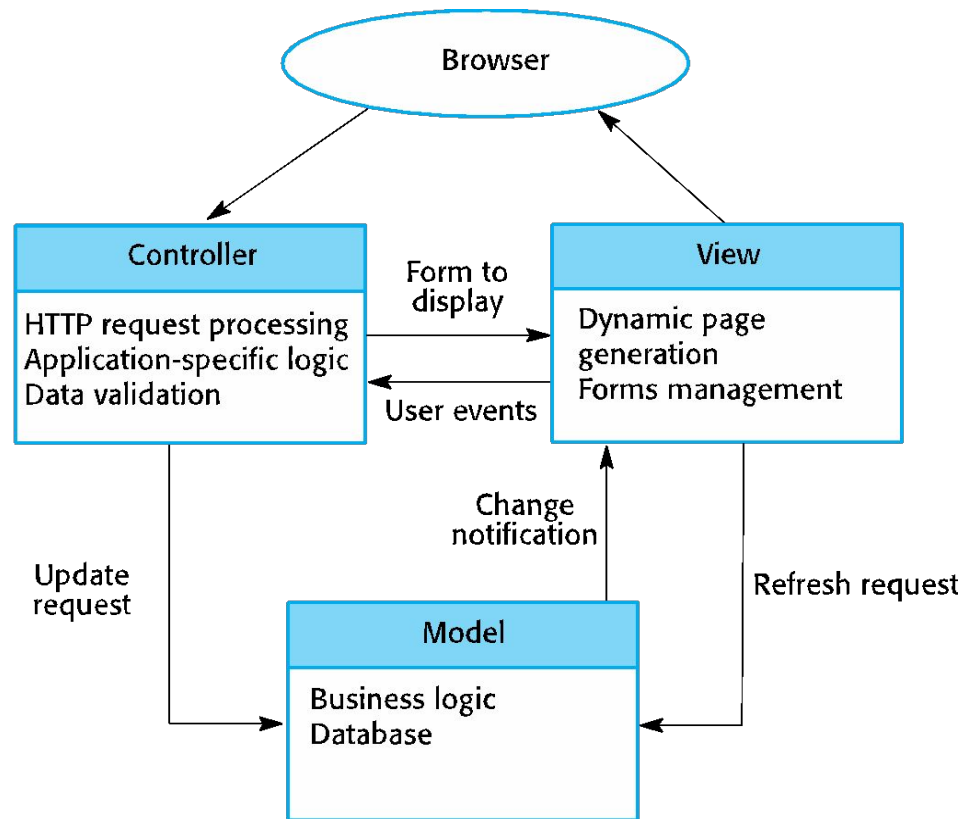 Browser
Controller
HTTP request processing
Application-specific logic
Data validation
Form to
display
User events
View
Dynamic page
generation
Forms management
Update
request
Change
notification
Refresh request
Model
Business logic
Database